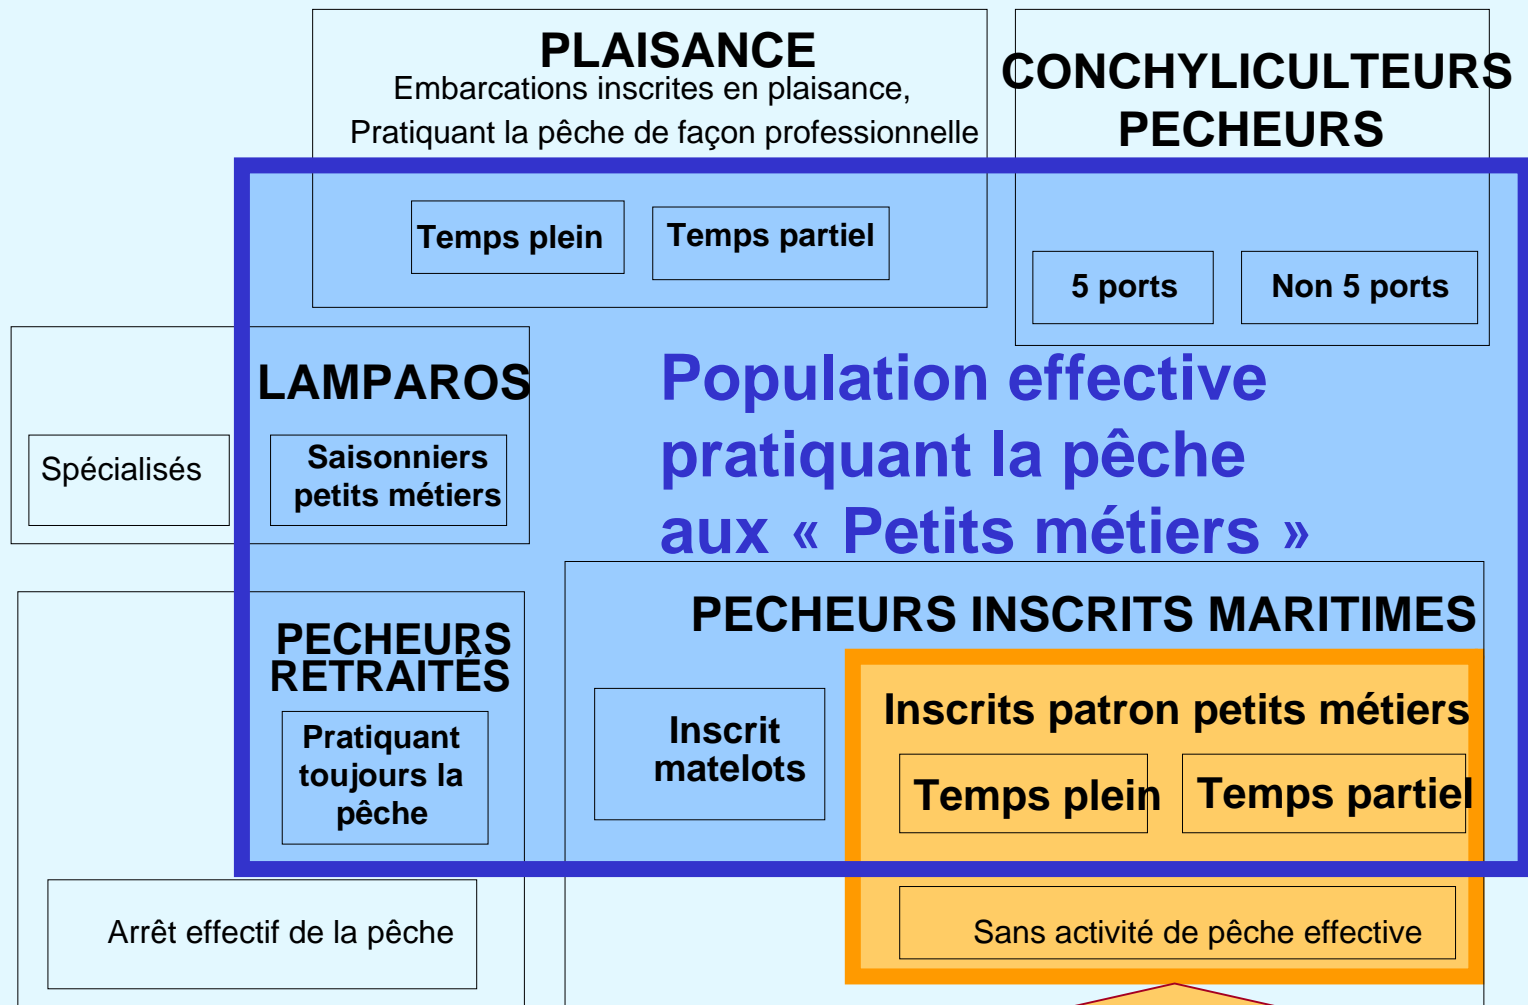 PLAISANCE
Embarcations inscrites en plaisance,
Pratiquant la pêche de façon professionnelle
Temps plein
Temps partiel
CONCHYLICULTEURS
PECHEURS
5 ports
Non 5 ports
LAMPAROS
Spécialisés
Saisonniers
petits métiers
Population effective
pratiquant la pêche
aux « Petits métiers »
PECHEURS
RETRAITÉS
Pratiquant
toujours la
pêche
Arrêt effectif de la pêche
PECHEURS INSCRITS MARITIMES
Inscrit
matelots
Inscrits patron petits métiers
Temps plein
Temps partiel
Sans activité de pêche effective